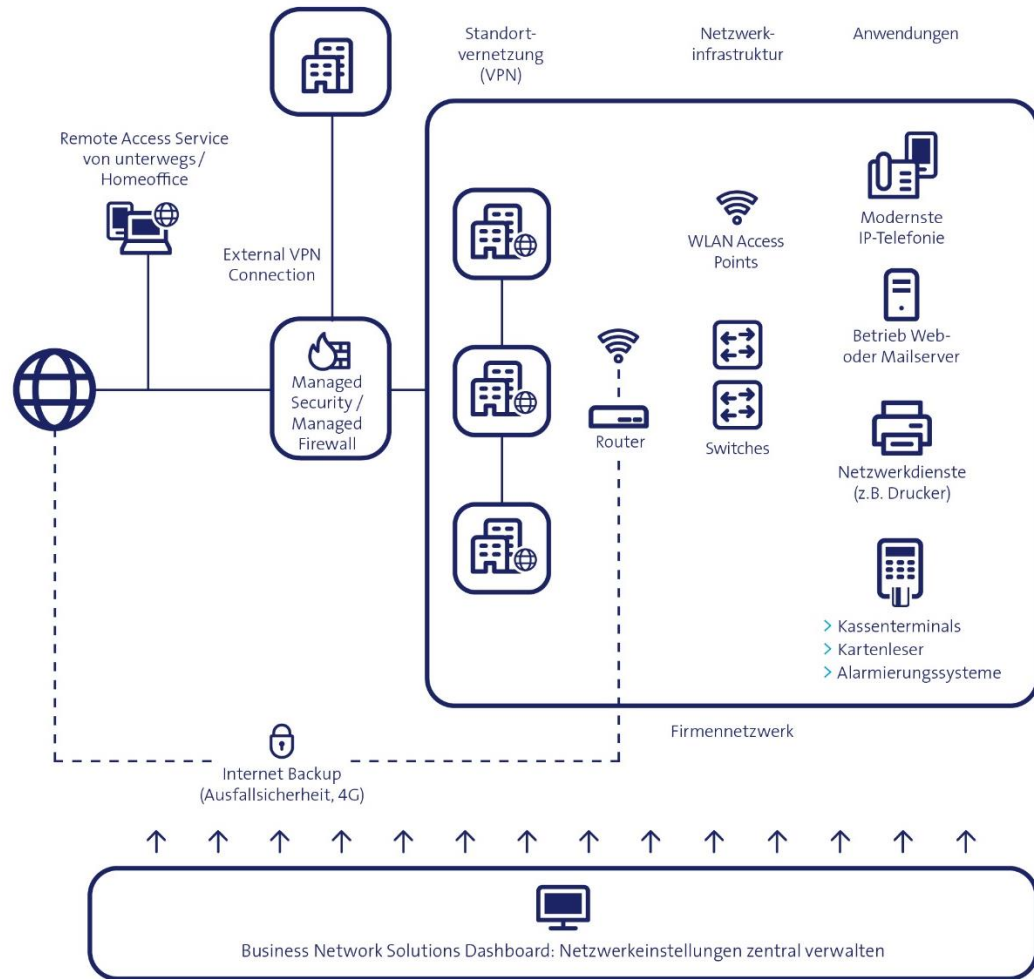 Standort-
vernetzung
(VPN)
Netzwerk-
infrastruktur
Anwendungen
Remote Access Service
von unterwegs /
Homeoffice
External VPN
Connection
Managed
Security /
Managed
Firewall
WLAN Access
Points
Router
Switches
Modernste
IP-Telefonie
Betrieb Web-
oder Mailserver
Netzwerkdienste
(z.B. Drucker)
> Kassenterminals
> Kartenleser
> Alarmierungssysteme
Firmennetzwerk
Internet Backup
(Ausfallsicherheit, 4G)
Business Network Solutions Dashboard: Netzwerkeinstellungen zentral verwalten